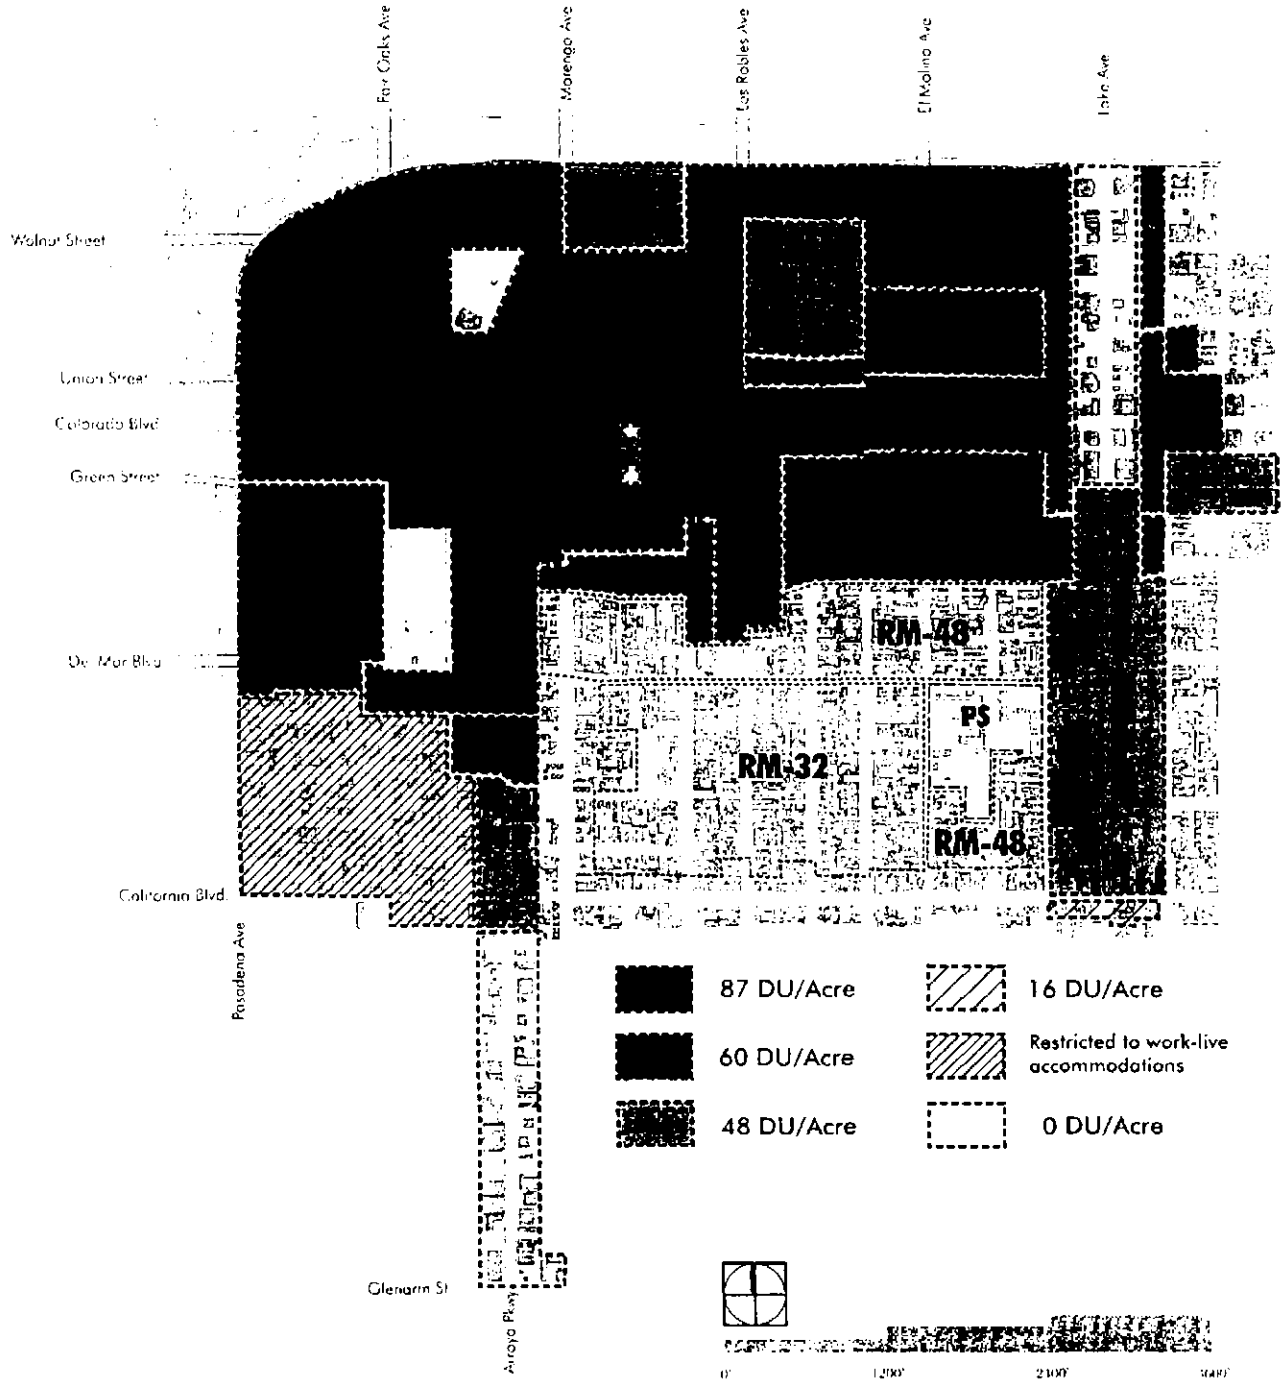 Fair Oaks Ave
Marengo Ave
Los Robles Ave
El Molino Ave
Lake Ave
Walnut Street
Union Street
Colorado Blvd
Green Street
Del Mar Blvd
RM-48
PS
RM-32
RM-48
California Blvd.
Pasadena Ave
87 DU/Acre
16 DU/Acre
60 DU/Acre
Restricted to work-live
accommodations
48 DU/Acre
0 DU/Acre
Glenarm St
Arroyo Pkwy
0'
1200'
2400'
3600'